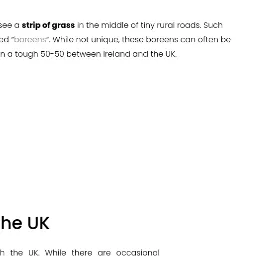 see a strip of grass in the middle of tiny rural roads. Such
ed "boreens". While not unique, these boreens can often be
n a tough 50-50 between Ireland and the UK.
he UK
h the UK. While there are occasional